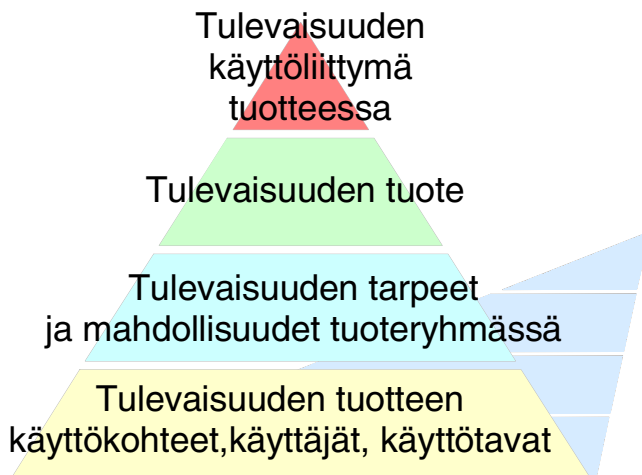 Tulevaisuuden
käyttöliittymä
tuotteessa
Tulevaisuuden tuote
Tulevaisuuden tarpeet
ja mahdollisuudet tuoteryhmässä
Tulevaisuuden tuotteen
käyttökohteet,käyttäjät, käyttötavat